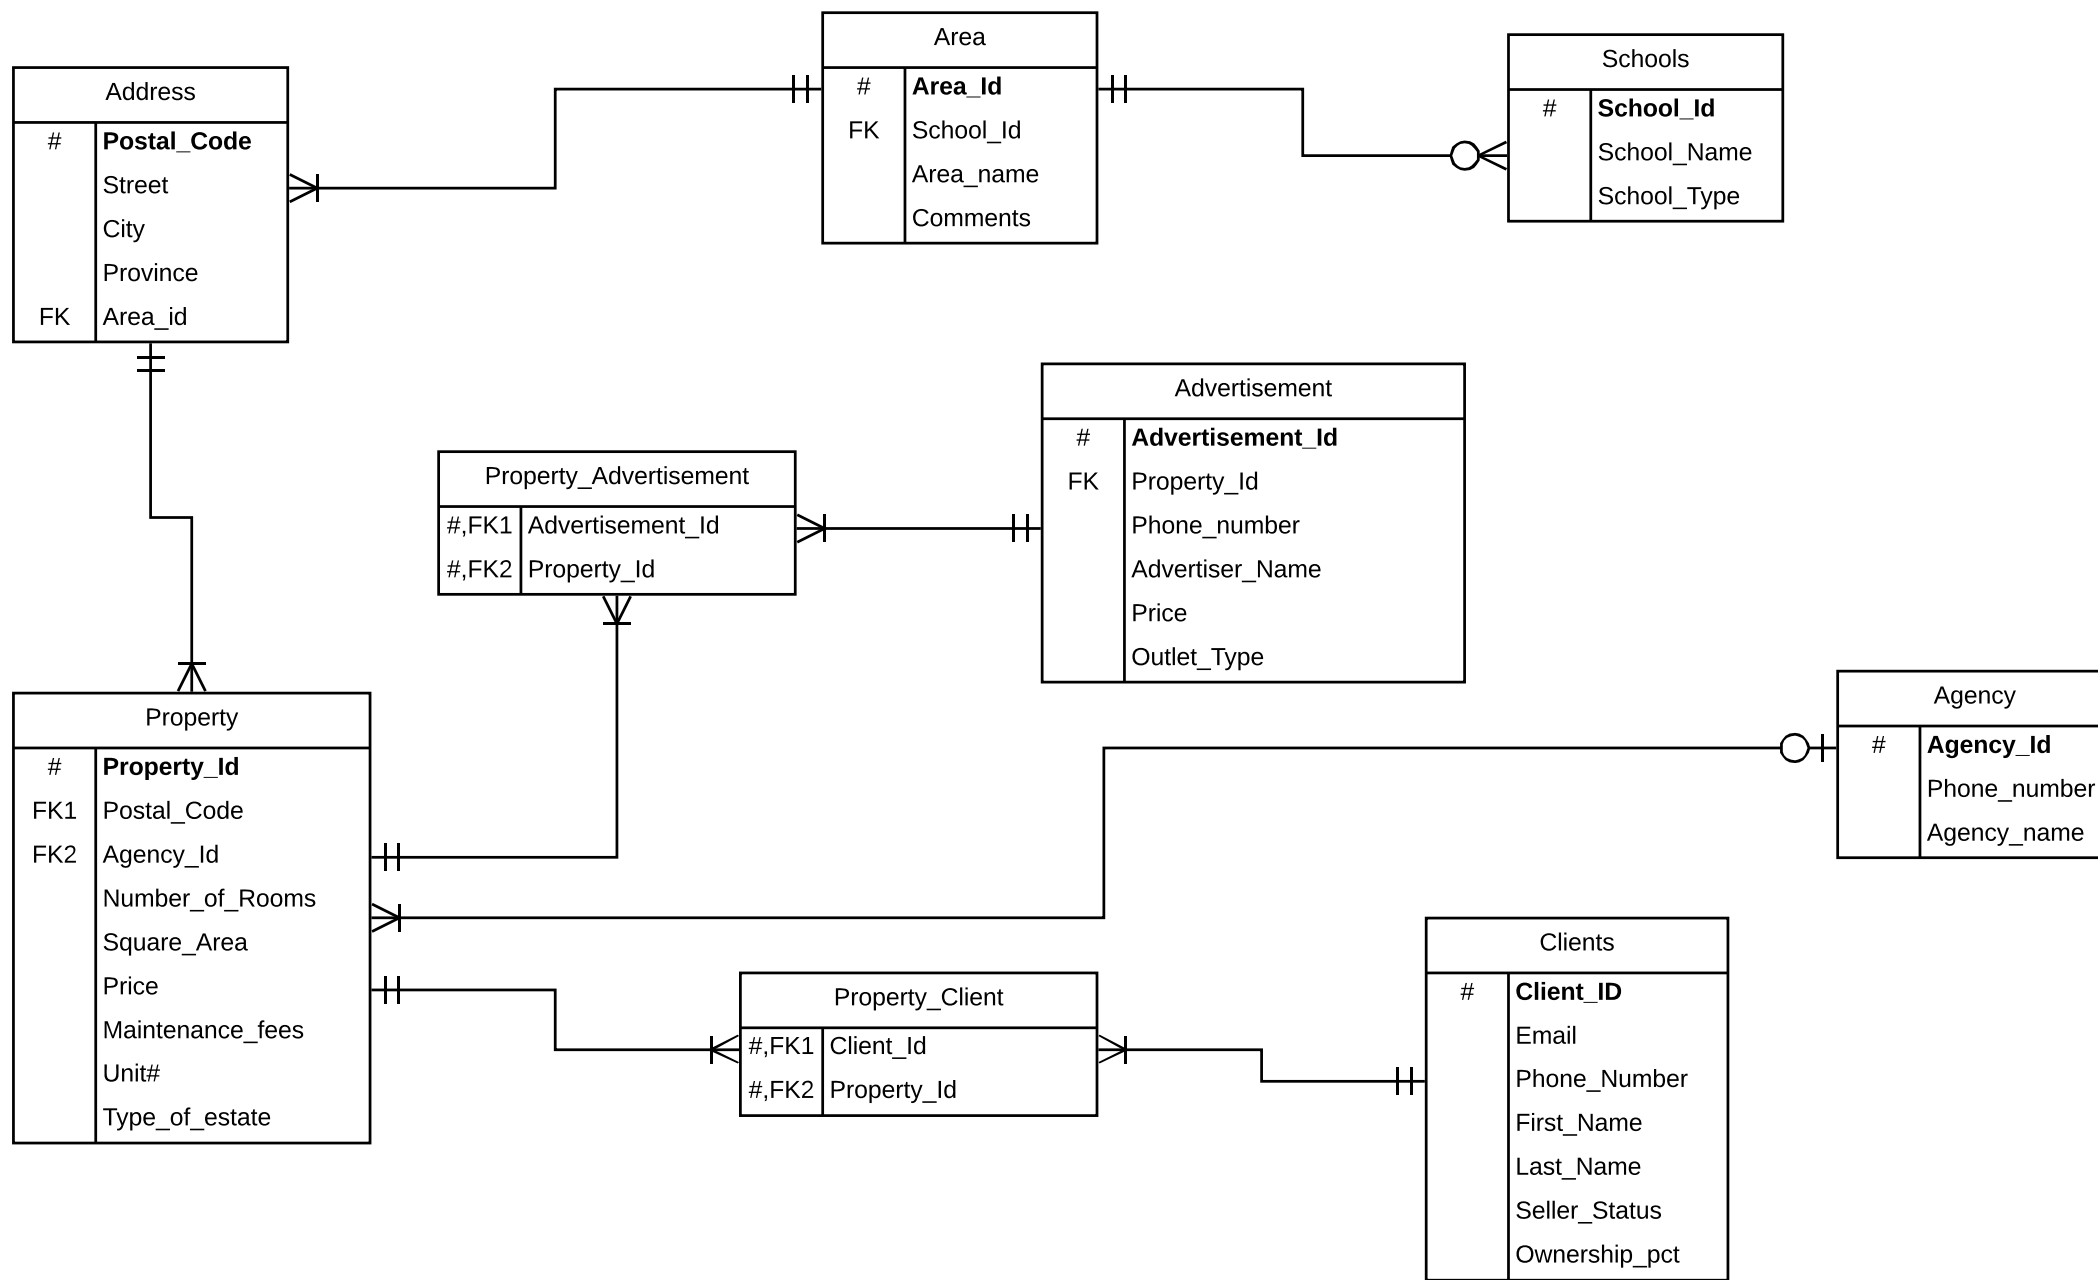 Address
# Postal_Code
Street
City
Province
FK Area_id
Area
# Area_Id
FK School_Id
Area_name
Comments
Schools
# School_Id
School_Name
School_Type
Property_Advertisement
#,FK1 Advertisement_Id
#,FK2 Property_Id
Advertisement
# Advertisement_Id
FK Property_Id
Phone_number
Advertiser_Name
Price
Outlet_Type
Property
# Property_Id
FK1 Postal_Code
FK2 Agency_Id
Number_of_Rooms
Square_Area
Price
Maintenance_fees
Unit#
Type_of_estate
Agency
# Agency_Id
Phone_number
Agency_name
Property_Client
#,FK1 Client_Id
#,FK2 Property_Id
Clients
# Client_ID
Email
Phone_Number
First_Name
Last_Name
Seller_Status
Ownership_pct